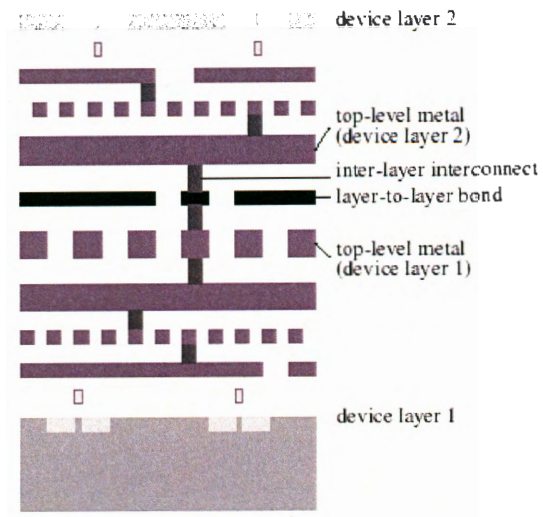 device layer 2
top-level metal
(device layer 2)
inter-layer interconnect
layer-to-layer bond
top-level metal
(device layer 1)
device layer 1